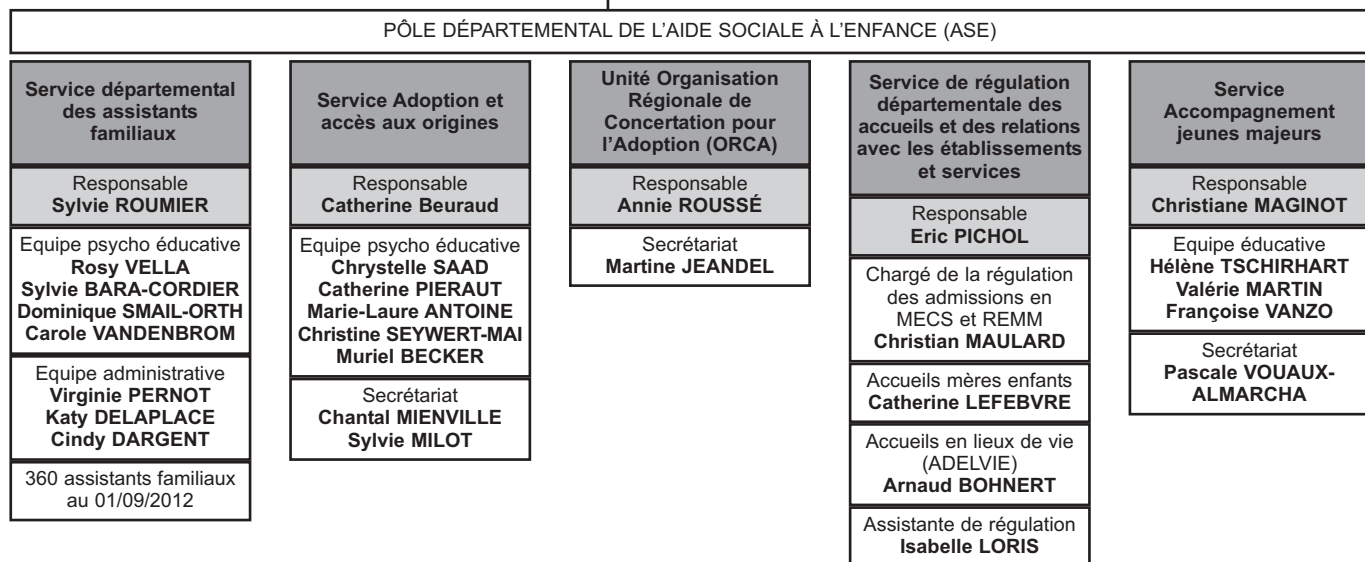 PÔLE DÉPARTEMENTAL DE L'AIDE SOCIALE À L'ENFANCE (ASE)
Service départemental
des assistants
familiaux
Responsable
Sylvie ROUMIER
Equipe psycho éducative
Rosy VELLA
Sylvie BARA-CORDIER
Dominique SMAIL-ORTH
Carole VANDENBROM
Equipe administrative
Virginie PERNOT
Katy DELAPLACE
Cindy DARGENT
360 assistants familiaux
au 01/09/2012
Service Adoption et
accès aux origines
Responsable
Catherine Beuraud
Equipe psycho éducative
Chrystelle SAAD
Catherine PIERAUT
Marie-Laure ANTOINE
Christine SEYWERT-MAI
Muriel BECKER
Secrétariat
Chantal MIENVILLE
Sylvie MILOT
Unité Organisation
Régionale de
Concertation pour
l'Adoption (ORCA)
Responsable
Annie ROUSSÉ
Secrétariat
Martine JEANDEL
Service de régulation
départementale des
accueils et des relations
avec les établissements
et services
Responsable
Eric PICHOL
Chargé de la régulation
des admissions en
MECS et REMM
Christian MAULARD
Accueils mères enfants
Catherine LEFEBVRE
Accueils en lieux de vie
(ADELVIE)
Arnaud BOHNERT
Assistante de régulation
Isabelle LORIS
Service
Accompagnement
jeunes majeurs
Responsable
Christiane MAGINOT
Equipe éducative
Hélène TSCHIRHART
Valérie MARTIN
Françoise VANZO
Secrétariat
Pascale VOUAUX-
ALMARCHA